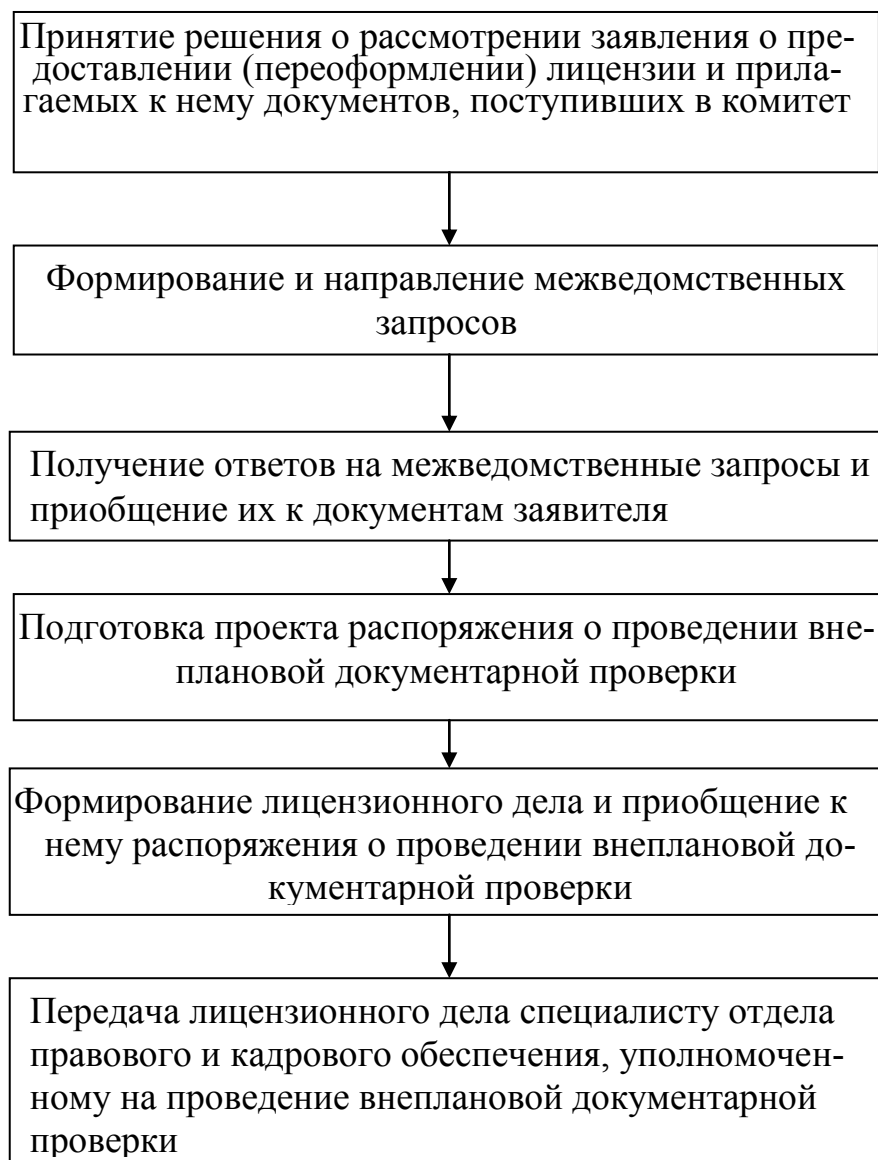 Принятие решения о рассмотрении заявления о пре-
доставлении (переоформлении) лицензии и прила-
гаемых к нему документов, поступивших в комитет
Формирование и направление межведомственных
запросов
Получение ответов на межведомственные запросы и
приобщение их к документам заявителя
Подготовка проекта распоряжения о проведении вне-
плановой документарной проверки
Формирование лицензионного дела и приобщение к
нему распоряжения о проведении внеплановой до-
кументарной проверки
Передача лицензионного дела специалисту отдела
правового и кадрового обеспечения, уполномочен-
ному на проведение внеплановой документарной
проверки